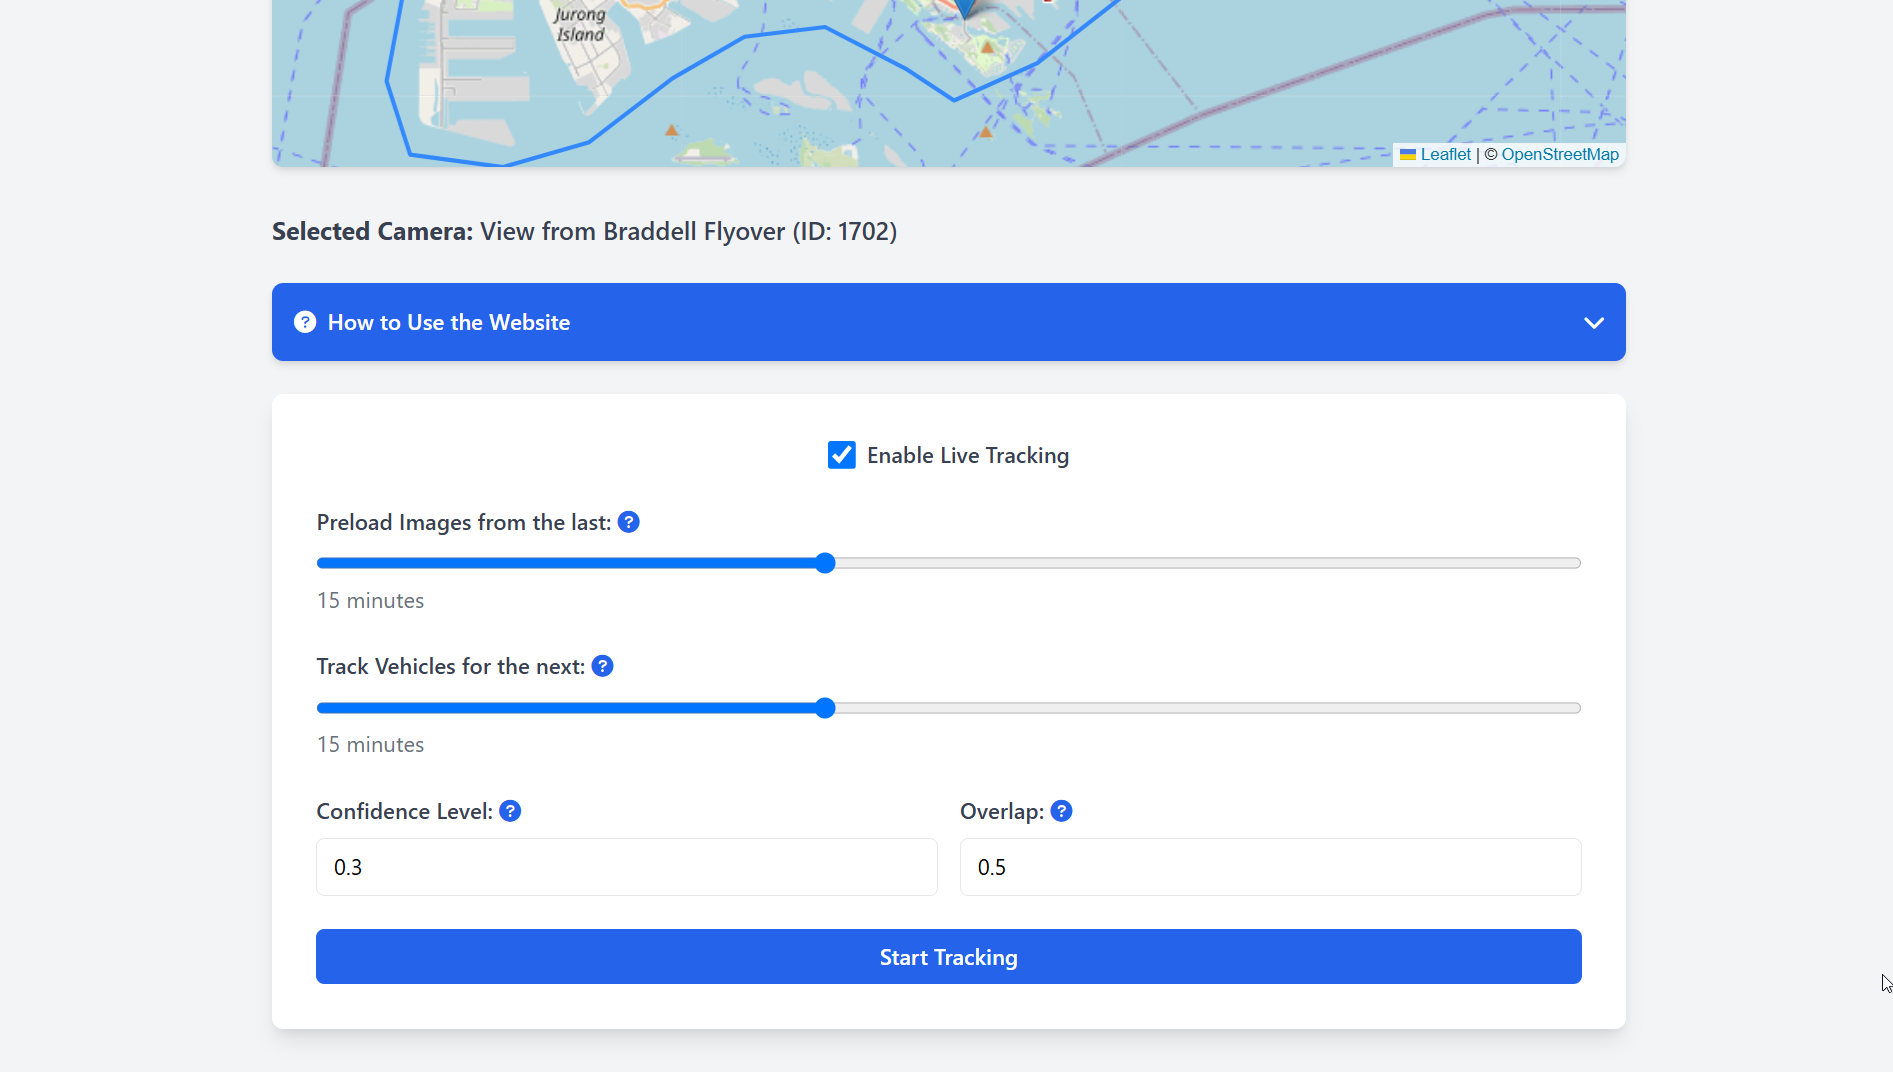 Jurong
Island
Leaflet | © OpenStreetMap
Selected Camera: View from Braddell Flyover (ID: 1702)
? How to Use the Website
Enable Live Tracking
Preload Images from the last: ?
15 minutes
Track Vehicles for the next: ?
15 minutes
Confidence Level: ? Overlap: ?
0.3 0.5
Start Tracking